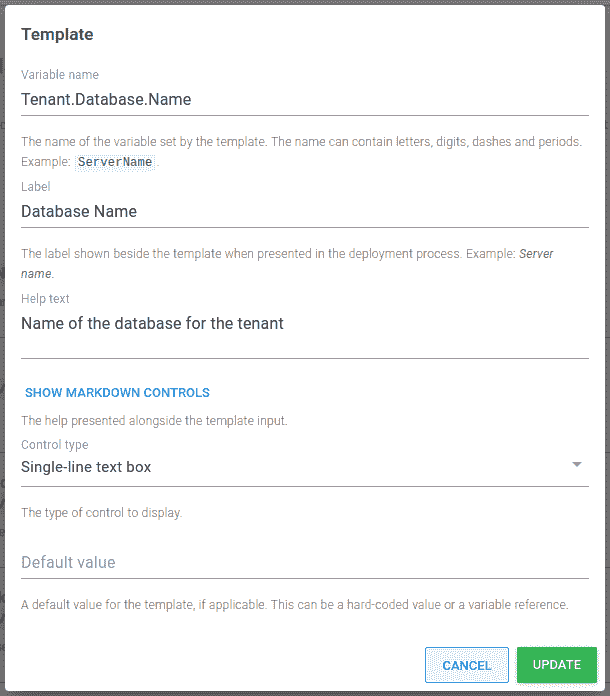 Template
Variable name
Tenant.Database.Name
The name of the variable set by the template. The name can contain letters, digits, dashes and periods.
Example: ServerName
Label
Database Name
The label shown beside the template when presented in the deployment process. Example: Server
name.
Help text
Name of the database for the tenant
SHOW MARKDOWN CONTROLS
The help presented alongside the template input.
Control type
Single-line text box
The type of control to display.
Default value
A default value for the template, if applicable. This can be a hard-coded value or a variable reference.
CANCEL
UPDATE